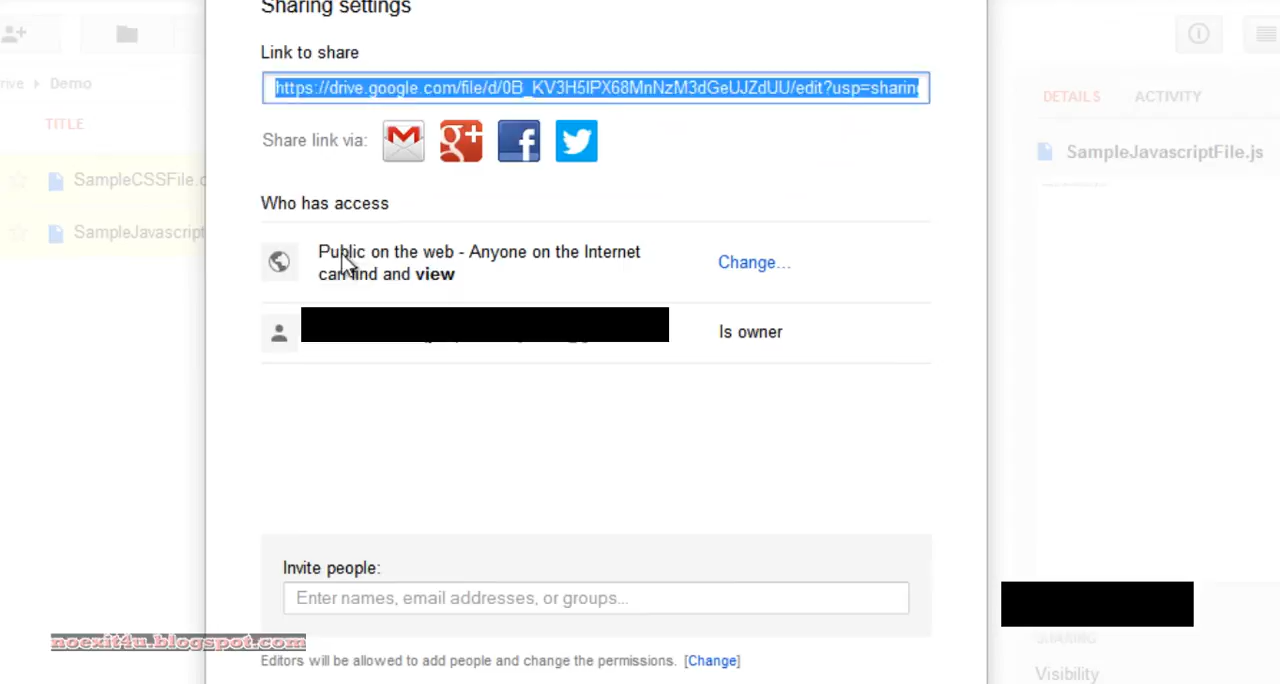 Sharing settings
Link to share
https://drive.google.com/file/d/0B_KV3H5IPX68MnNzM3dGeUJZdUU/edit?usp=sharing
Share link via:
Who has access
Public on the web - Anyone on the Internet
can find and view
Change...
Is owner
Invite people:
Enter names, email addresses, or groups...
Editors will be allowed to add people and change the permissions. [Change]
Demo
TITLE
SampleCSSFile.c
SampleJavascript
DETAILS
ACTIVITY
SampleJavascriptFile.js
SHARING
Visibility
noexit4u.blogspot.com